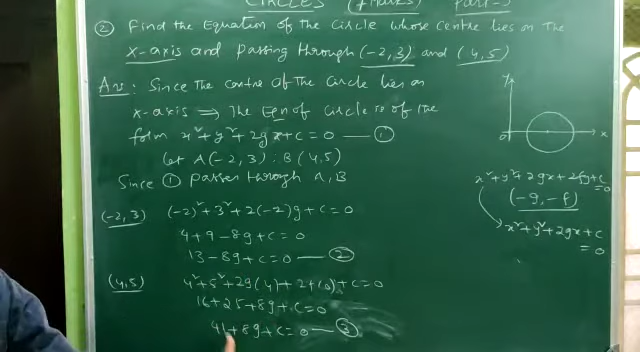 CIRCLES (7 MARKS) Part-3
② Find the Equation of the Circle whose centre lies on The
X-axis and passing through (-2,3) and (4,5)
Ans: Since The centre of The circle lies on
x-axis ⟹ The Eqn of circle is of the
form x²+y²+2gx+c=0 —— ①
Let A(-2,3) : B(4,5)
Since ① passes through A,B
(-2,3) (-2)²+3²+2(-2)g+c=0
4+9-8g+c=0
13-8g+c=0 —— ②
(4,5) 4²+5²+2g(4)+2f(0)+c=0
16+25+8g+c=0
41+8g+c=0 —— ③
y
0
x
x²+y²+2gx+2fy+c
=0
(-g,-f)
x²+y²+2gx+c
=0